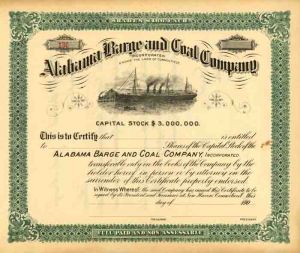 Alabama Barge and Coal Company
INCORPORATED
UNDER THE LAWS OF CONNECTICUT
CAPITAL STOCK $3,000,000.
This is to Certify that is entitled
to Shares of the Capital Stock of the
ALABAMA BARGE AND COAL COMPANY, INCORPORATED
transferable only on the books of the Company by the
holder hereof in person or by attorney on the
surrender of this Certificate properly endorsed.
In Witness Whereof, the said Company has caused this Certificate to be
signed by its President and Treasurer at New Haven Connecticut this
day of 190
TREASURER. PRESIDENT.
FULL PAID AND NON-ASSESSABLE